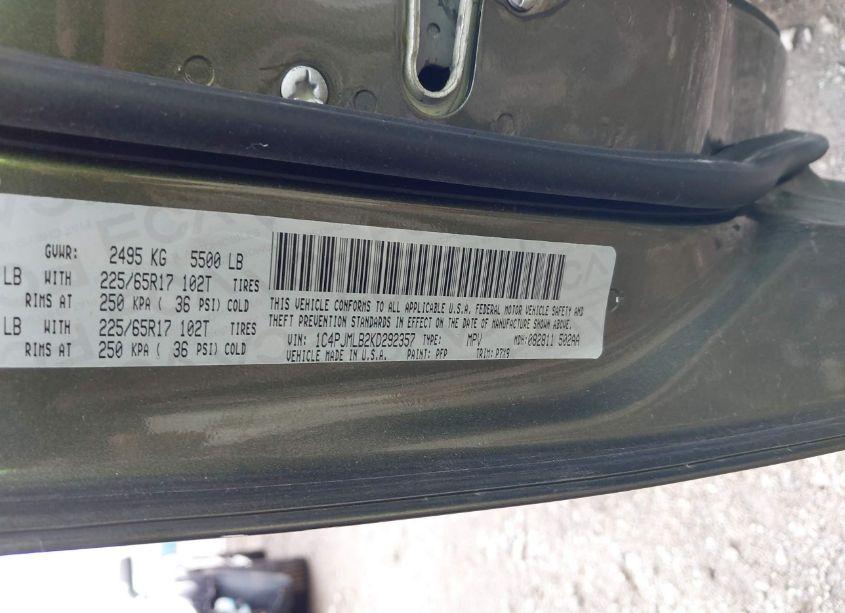 GVWR: 2495 KG 5500 LB
LB WITH 225/65R17 102T TIRES
RIMS AT 250 KPA ( 36 PSI) COLD
LB WITH 225/65R17 102T TIRES
RIMS AT 250 KPA ( 36 PSI) COLD
THIS VEHICLE CONFORMS TO ALL APPLICABLE U.S.A. FEDERAL MOTOR VEHICLE SAFETY AND
THEFT PREVENTION STANDARDS IN EFFECT ON THE DATE OF MANUFACTURE SHOWN ABOVE.
VIN: 1C4PJMLB2KD292357 TYPE: MPV MDH: 082811 502AA
VEHICLE MADE IN U.S.A. PAINT: PFP TRIM: P7X9